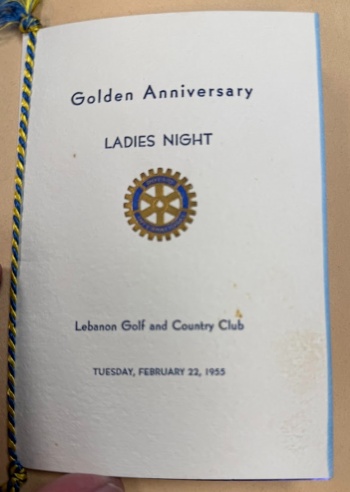 Golden Anniversary
LADIES NIGHT
Lebanon Golf and Country Club
TUESDAY, FEBRUARY 22, 1955